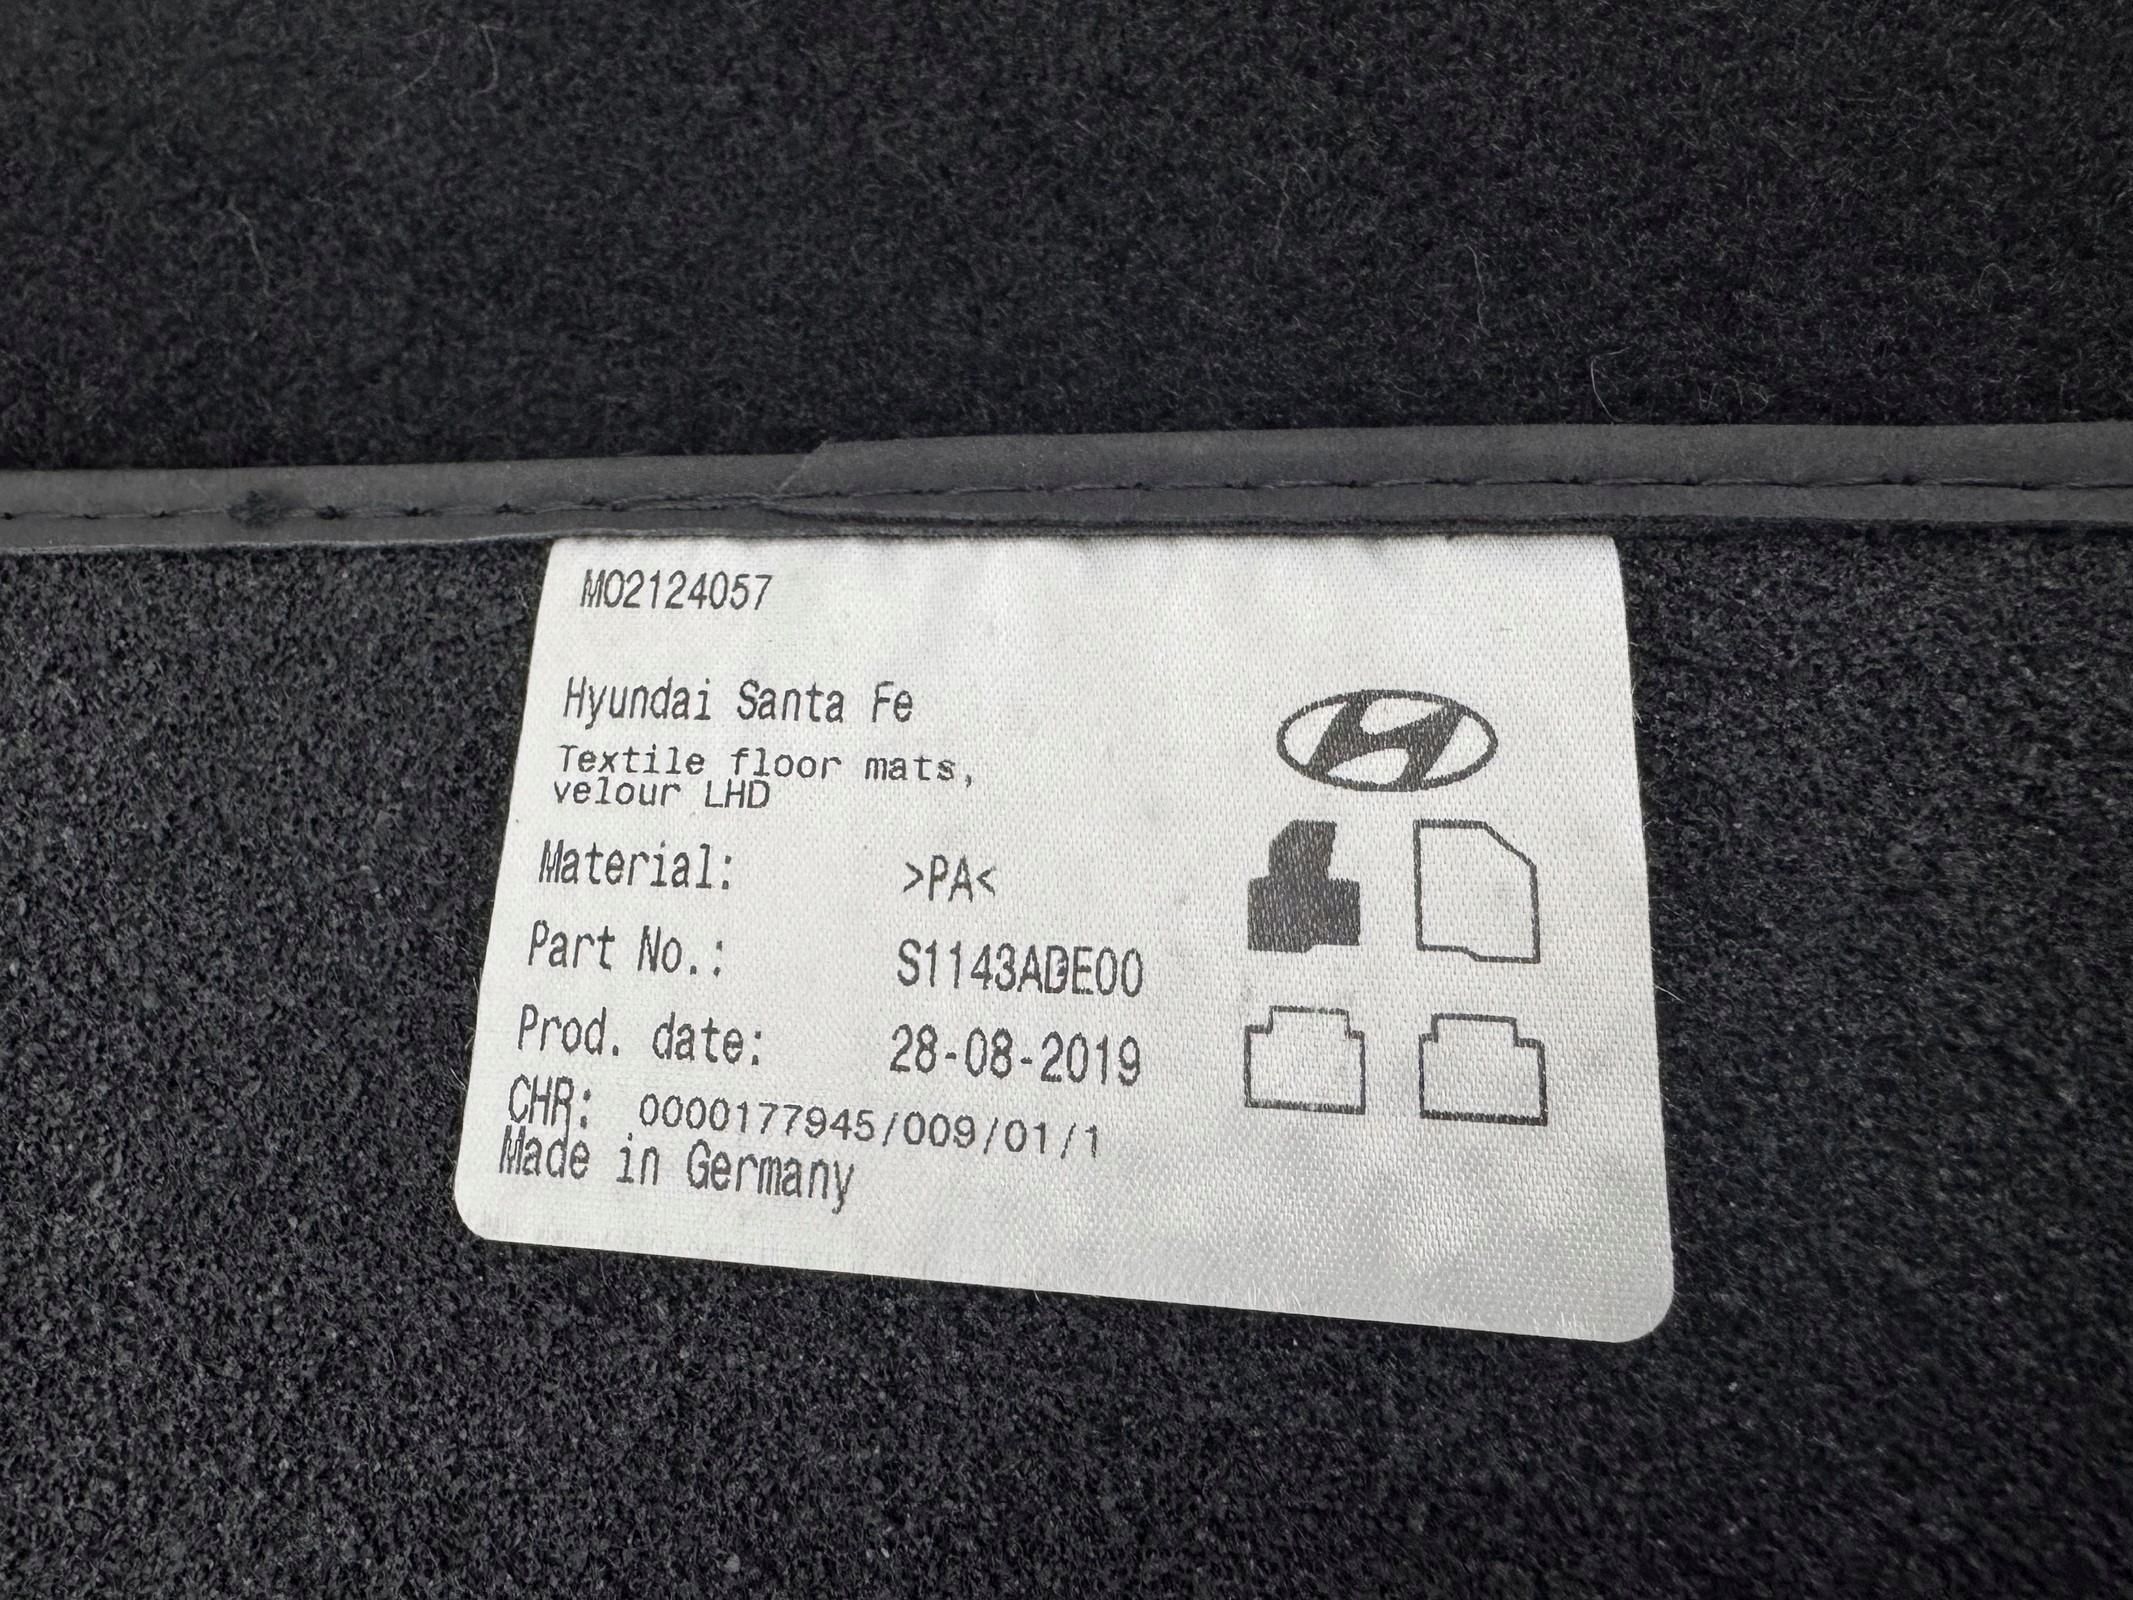 M02124057
Hyundai Santa Fe
Textile floor mats,
velour LHD
Material: >PA<
Part No.: S1143ADE00
Prod. date: 28-08-2019
CHR: 0000177945/009/01/1
Made in Germany